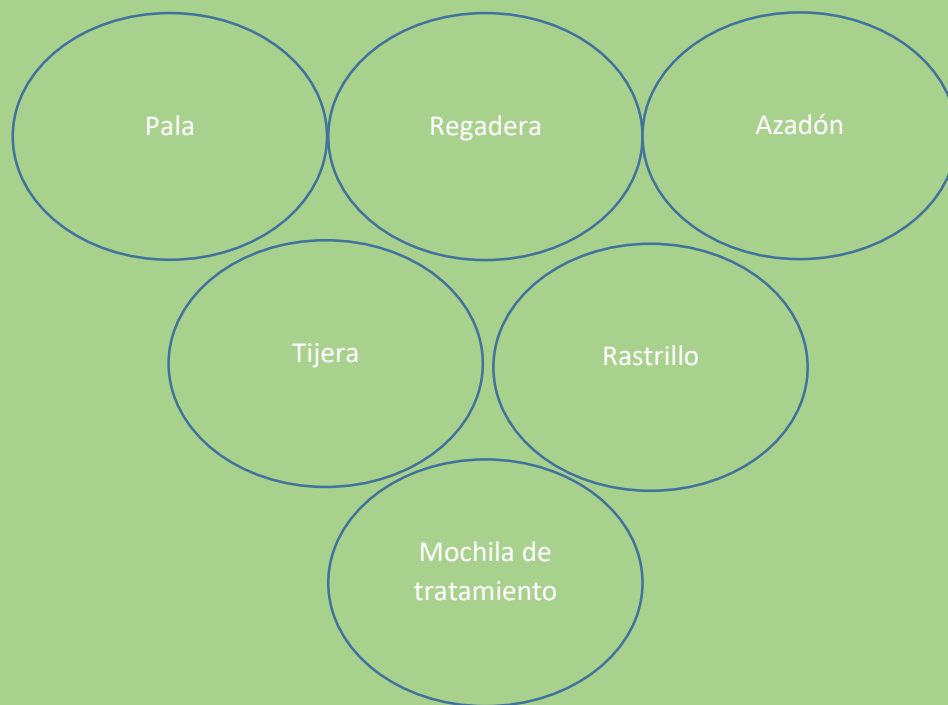 Pala
Regadera
Azadón
Tijera
Rastrillo
Mochila de
tratamiento